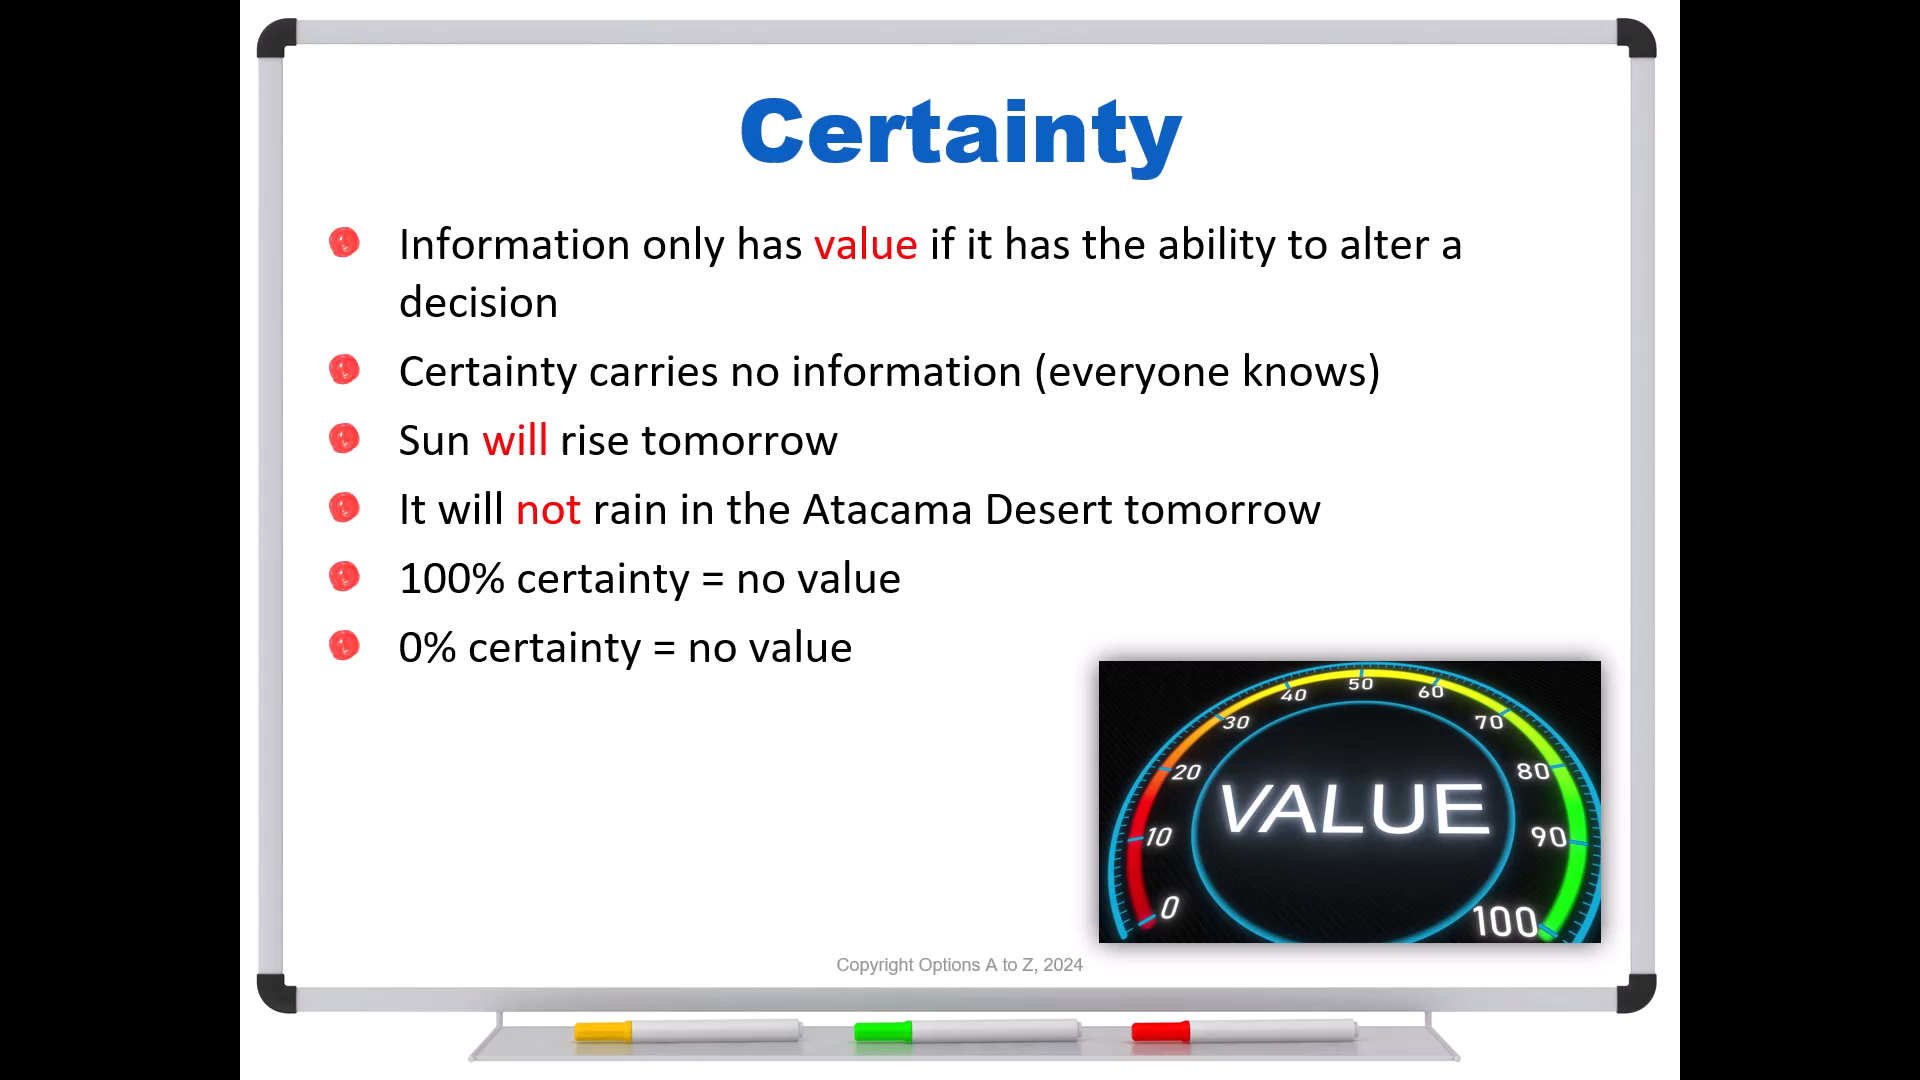 Certainty
Information only has value if it has the ability to alter a
decision
Certainty carries no information (everyone knows)
Sun will rise tomorrow
It will not rain in the Atacama Desert tomorrow
100% certainty = no value
0% certainty = no value
0
10
20
30
40
50
60
70
80
90
100
VALUE
Copyright Options A to Z, 2024